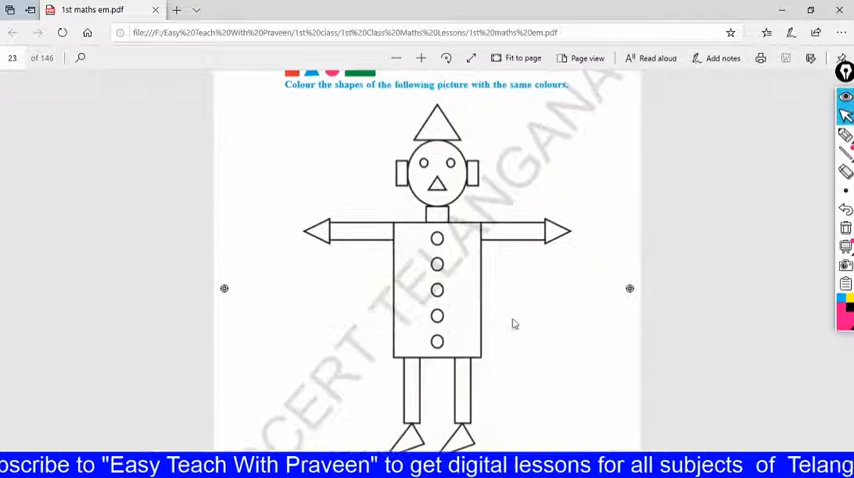 1st maths em.pdf
file:///F:/Easy%20Teach%20With%20Praveen/1st%20class/1st%20Class%20Maths%20Lessons/1st%20maths%20em.pdf
23 of 146
Fit to page
Page view
Read aloud
Add notes
Colour the shapes of the following picture with the same colours.
SCERT TELANGANA
bscribe to "Easy Teach With Praveen" to get digital lessons for all subjects of Telang